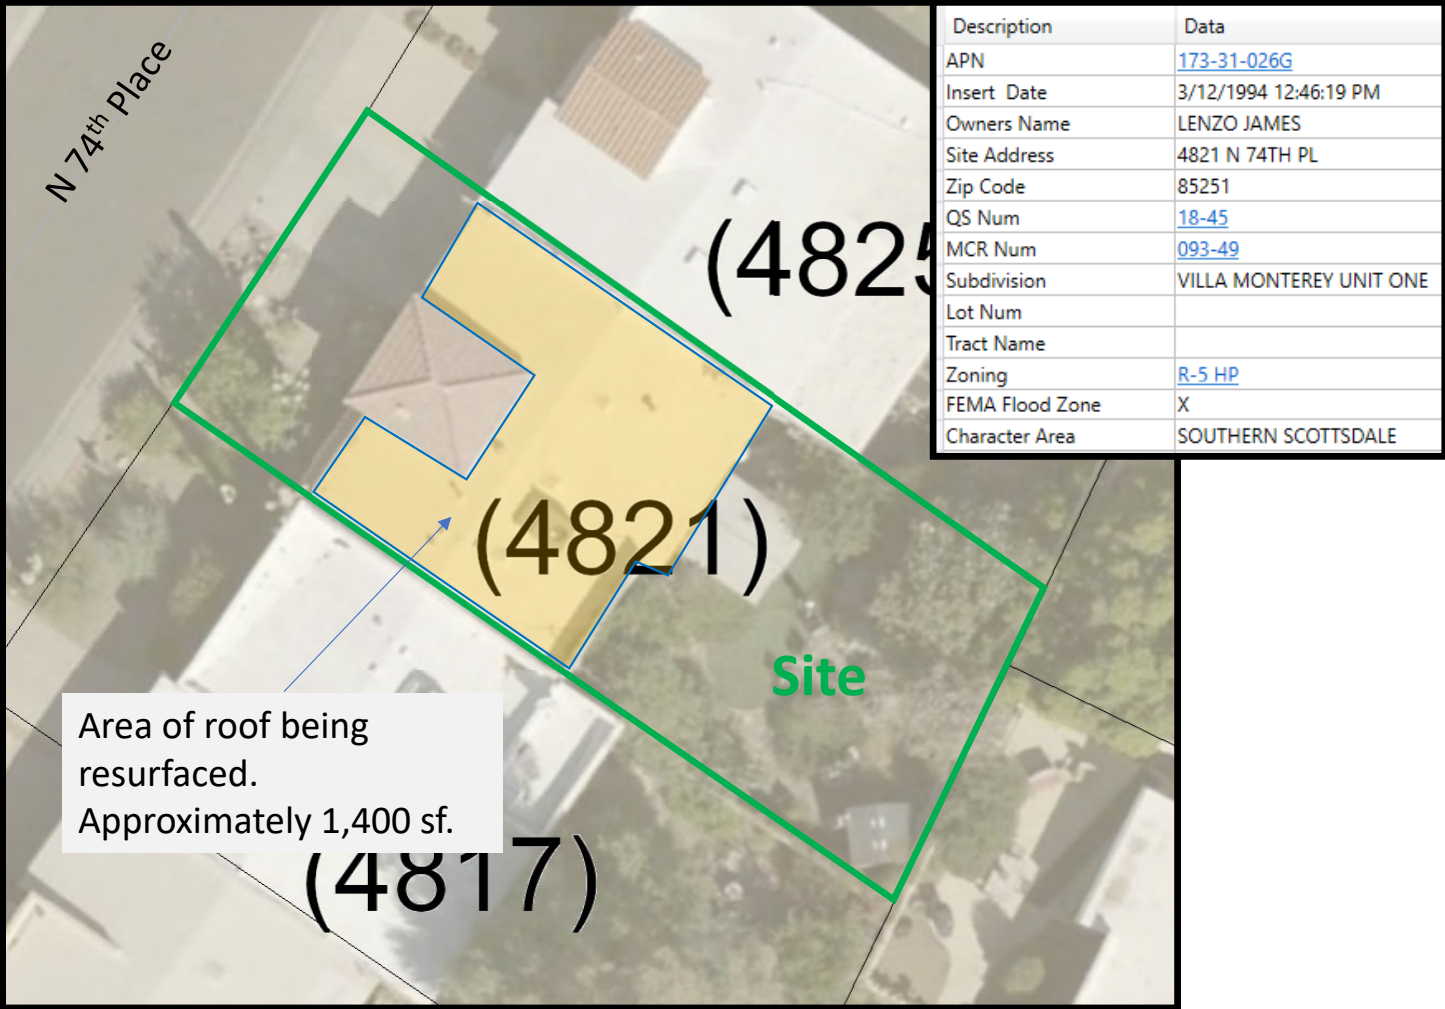 N 74th Place
(4825
(4821)
Site
Area of roof being
resurfaced.
Approximately 1,400 sf.
(4817)
Description Data
APN 173-31-026G
Insert Date 3/12/1994 12:46:19 PM
Owners Name LENZO JAMES
Site Address 4821 N 74TH PL
Zip Code 85251
QS Num 18-45
MCR Num 093-49
Subdivision VILLA MONTEREY UNIT ONE
Lot Num
Tract Name
Zoning R-5 HP
FEMA Flood Zone X
Character Area SOUTHERN SCOTTSDALE